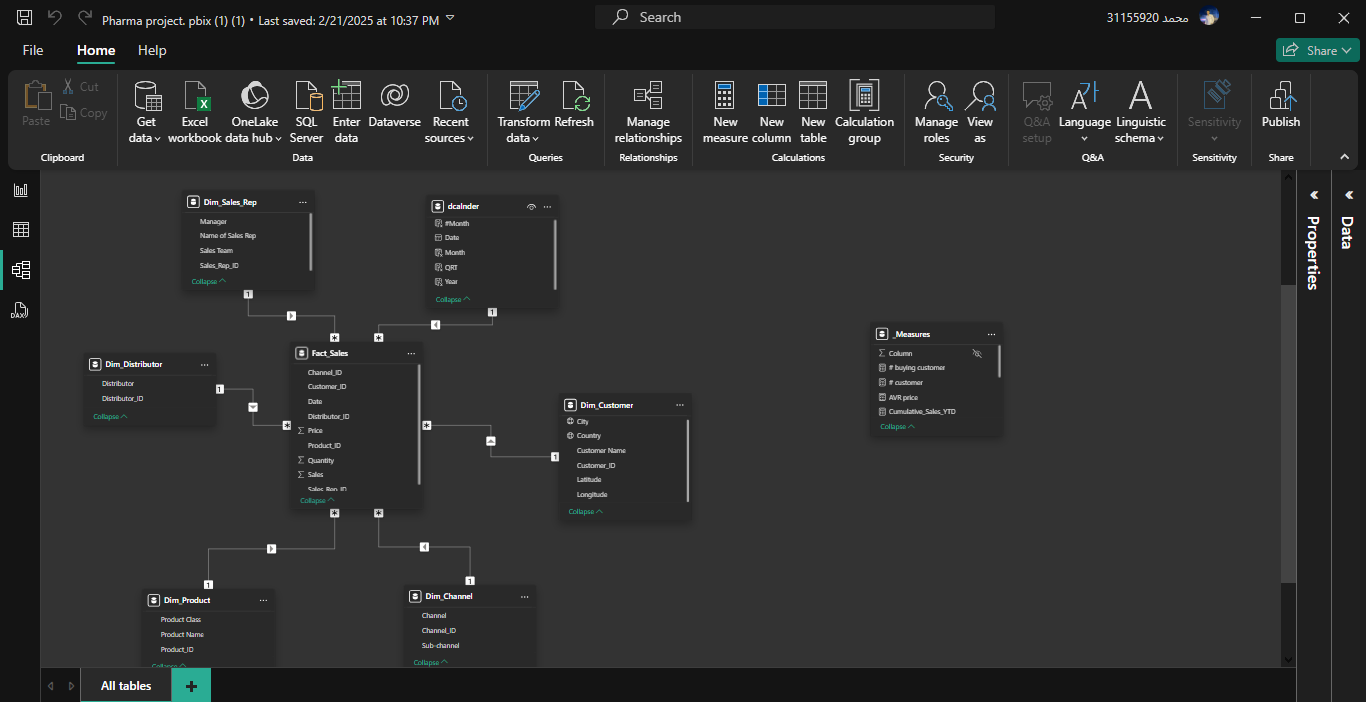 Pharma project. pbix (1) (1) • Last saved: 2/21/2025 at 10:37 PM
Search
محمد 31155920
File
Home
Help
Share
Paste
Cut
Copy
Clipboard
Get data
Excel workbook
OneLake data hub
SQL Server
Enter data
Dataverse
Recent sources
Data
Transform data
Refresh
Queries
Manage relationships
Relationships
New measure
New column
New table
Calculation group
Calculations
Manage roles
View as
Security
Q&A setup
Language
Linguistic schema
Q&A
Sensitivity
Sensitivity
Publish
Share
DAX
Dim_Sales_Rep
Manager
Name of Sales Rep
Sales Team
Sales_Rep_ID
Collapse
1
*
dcalnder
#Month
Date
Month
QRT
Year
Collapse
1
*
Fact_Sales
Channel_ID
Customer_ID
Date
Distributor_ID
Price
Product_ID
Quantity
Sales
Sales_Rep_ID
Collapse
Dim_Distributor
Distributor
Distributor_ID
Collapse
1
*
Dim_Customer
City
Country
Customer Name
Customer_ID
Latitude
Longitude
Collapse
*
1
_Measures
Column
# buying customer
# customer
AVR price
Cumulative_Sales_YTD
Collapse
*
1
Dim_Product
Product Class
Product Name
Product_ID
Collapse
*
1
Dim_Channel
Channel
Channel_ID
Sub-channel
Collapse
Properties
Data
All tables